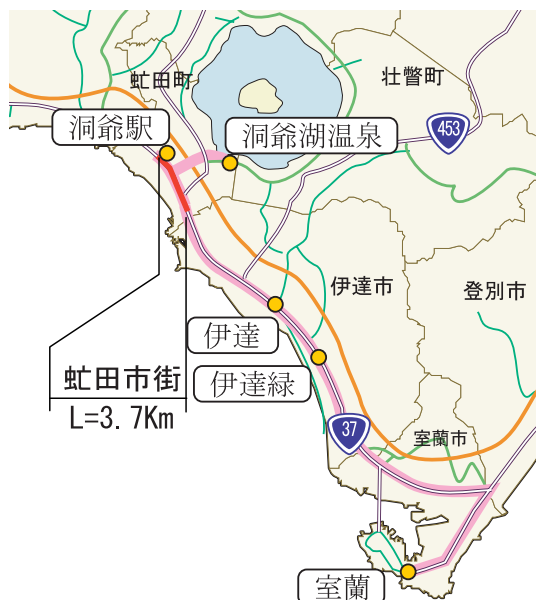 虻田町
壮瞥町
洞爺駅
洞爺湖温泉
453
伊達市
登別市
伊達
虻田市街
伊達緑
L=3.7Km
37
室蘭市
室蘭